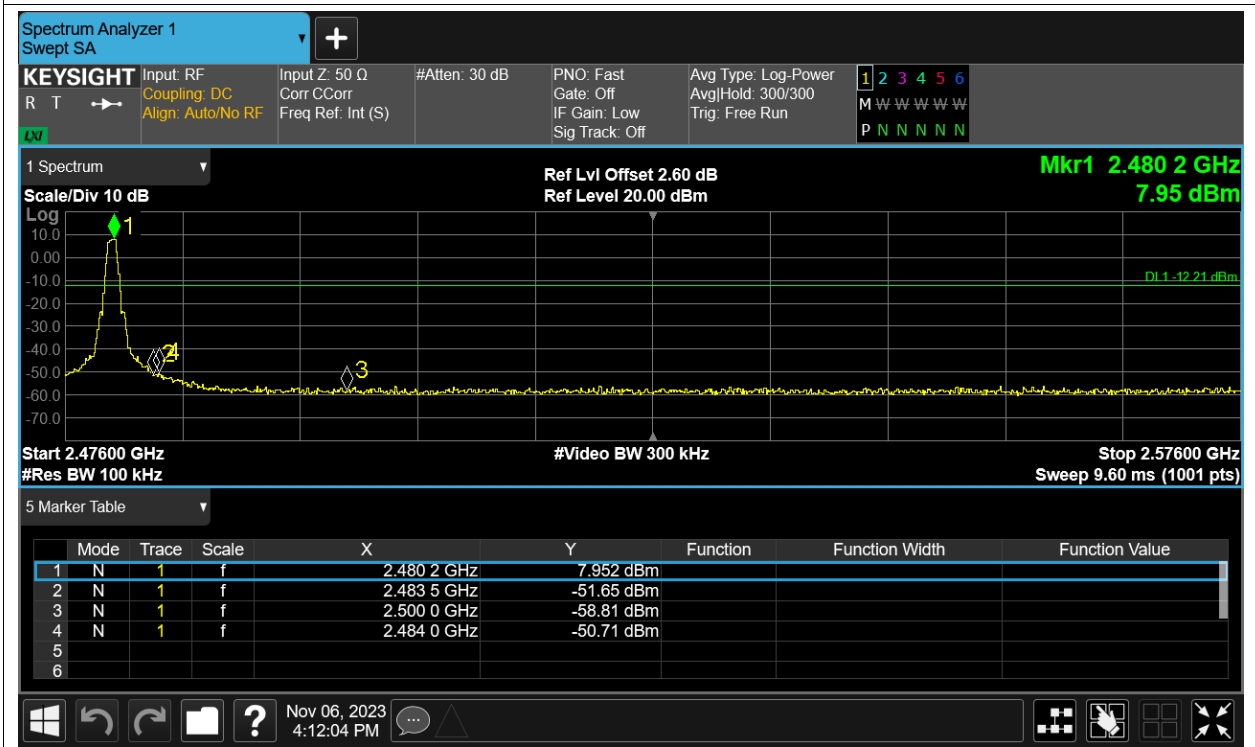 Spectrum Analyzer 1
Swept SA
KEYSIGHT Input: RF Input Z: 50 Ω #Atten: 30 dB PNO: Fast Avg Type: Log-Power 1 2 3 4 5 6
R T Coupling: DC Corr CCorr Gate: Off Avg|Hold: 300/300 M W W W W W
Align: Auto/No RF Freq Ref: Int (S) IF Gain: Low Trig: Free Run
LXI Sig Track: Off P N N N N N
1 Spectrum Ref Lvl Offset 2.60 dB Mkr1 2.480 2 GHz
Scale/Div 10 dB Ref Level 20.00 dBm 7.95 dBm
Log
1
10.0
0.00
-10.0 DL1 -12.21 dBm
-20.0
-30.0
-40.0 2 4
-50.0 3
-60.0
-70.0
Start 2.47600 GHz #Video BW 300 kHz Stop 2.57600 GHz
#Res BW 100 kHz Sweep 9.60 ms (1001 pts)
5 Marker Table
Mode Trace Scale X Y Function Function Width Function Value
1 N 1 f 2.480 2 GHz 7.952 dBm
2 N 1 f 2.483 5 GHz -51.65 dBm
3 N 1 f 2.500 0 GHz -58.81 dBm
4 N 1 f 2.484 0 GHz -50.71 dBm
5
6
? Nov 06, 2023
4:12:04 PM